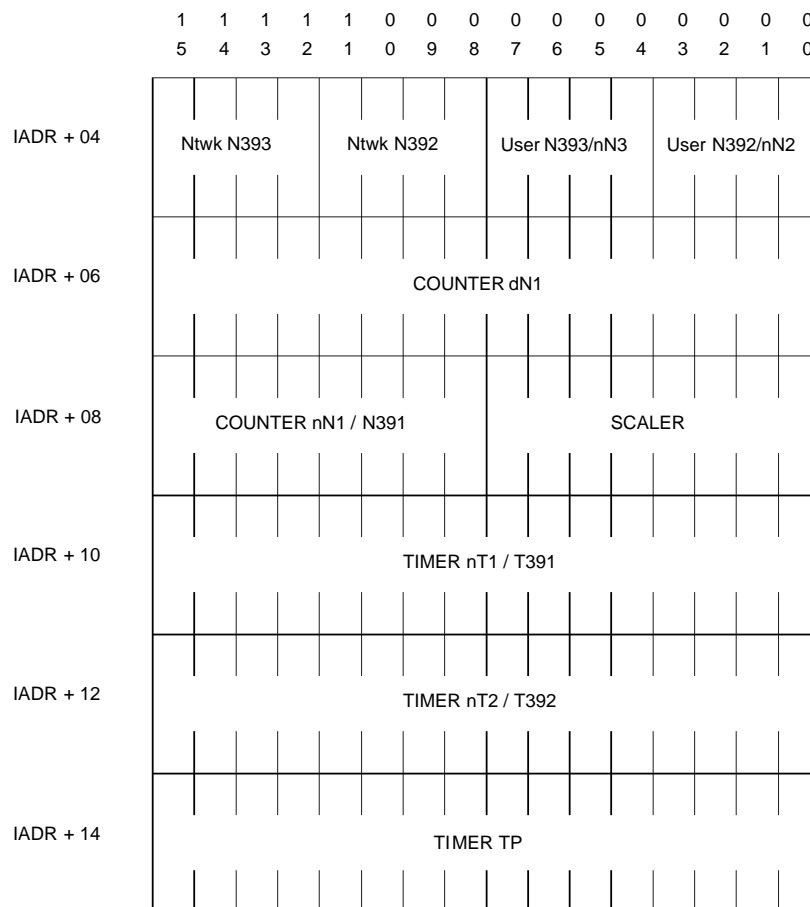 1 1 1 1 1 0 0 0 0 0 0 0 0 0 0 0
5 4 3 2 1 0 9 8 7 6 5 4 3 2 1 0
IADR + 04 Ntwk N393 Ntwk N392 User N393/nN3 User N392/nN2
IADR + 06 COUNTER dN1
IADR + 08 COUNTER nN1 / N391 SCALER
IADR + 10 TIMER nT1 / T391
IADR + 12 TIMER nT2 / T392
IADR + 14 TIMER TP